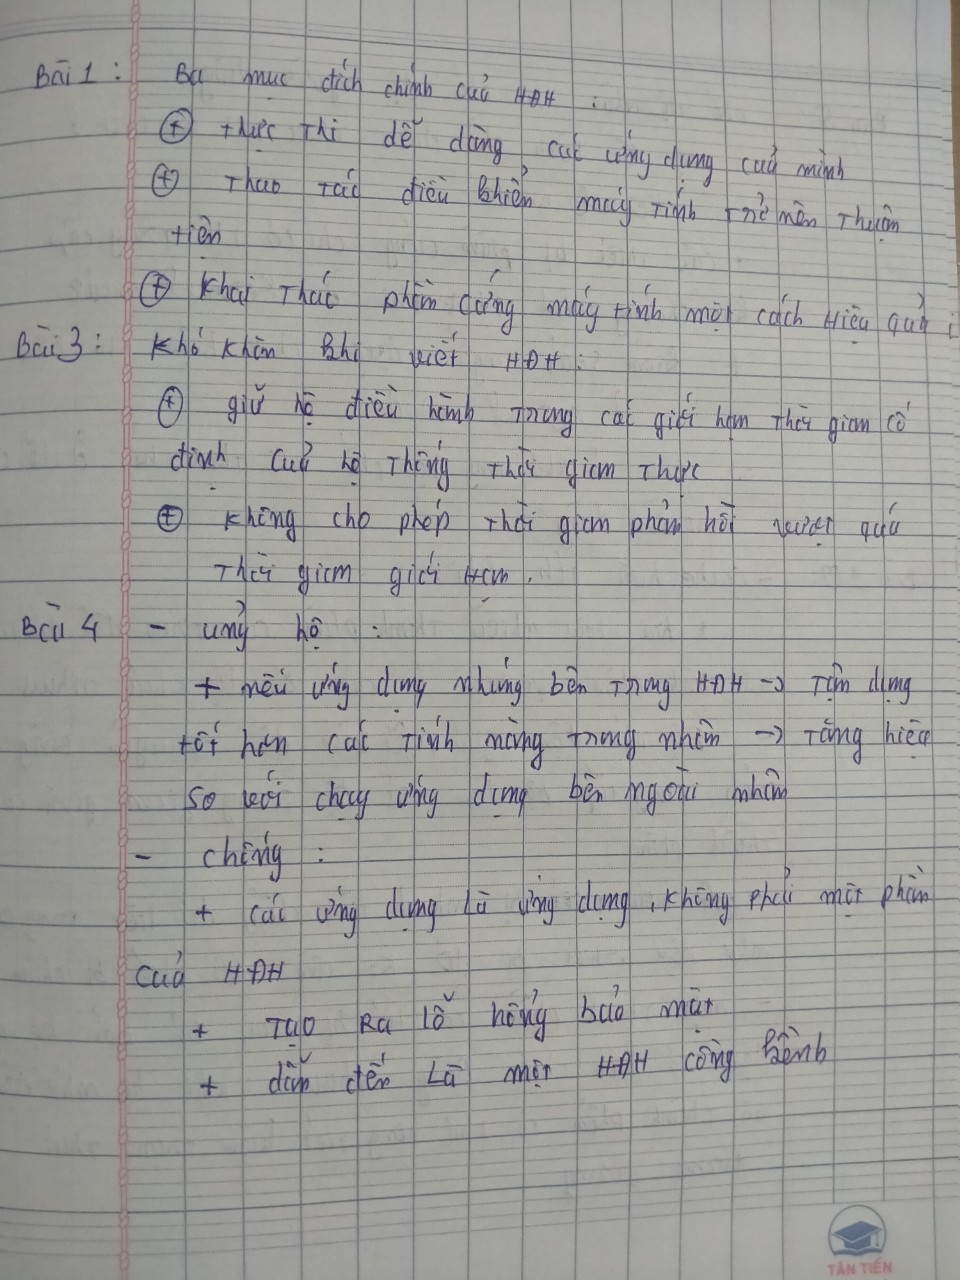 Bài 1 : Ba mục đích chính của HĐH :
+ thực thi dễ dàng các ứng dụng của mình
+ Thao tác điều khiển máy tính trở nên thuận
tiện
+ Khai thác phần cứng máy tính một cách hiệu quả
Bài 3 : Khó khăn khi viết HĐH :
+ giữ hệ điều hành trong các giới hạn thời gian cố
định của hệ thống thời gian thực
+ Không cho phép thời gian phản hồi vượt quá
thời gian giới hạn .
Bài 4 - ủng hộ :
+ nếu ứng dụng nhúng bên trong HĐH -> Tận dụng
tốt hơn các tính năng trong nhân -> tăng hiệu
so với chạy ứng dụng bên ngoài nhân
- chống :
+ các ứng dụng là ứng dụng , không phải một phần
của HĐH
+ TẠO RA lỗ hổng bảo mật
+ dẫn đến là một HĐH cồng kềnh
TÂN TIẾN